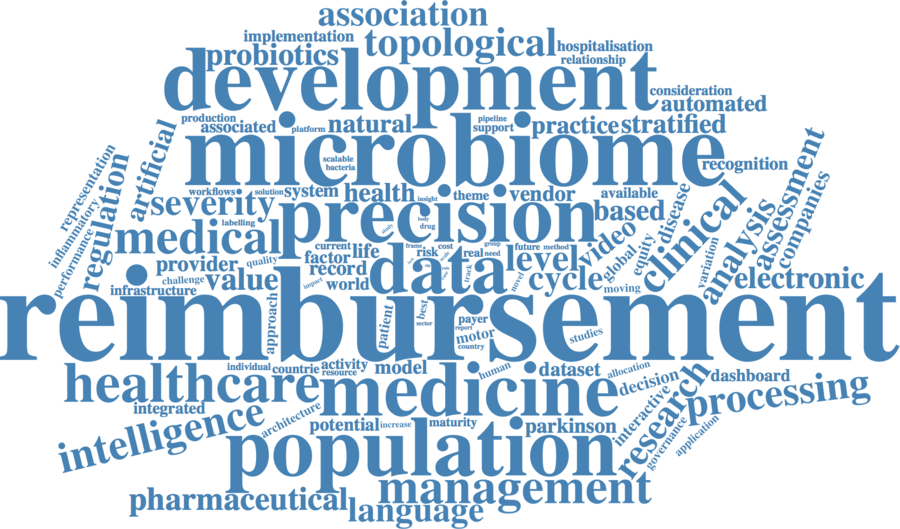 association
implementation
topological
hospitalisation
probiotics
relationship
development
consideration
automated
production
associated
platform
natural
pipeline
support
practice
stratified
microbiome
scalable
bacteria
recognition
representation
inflammatory
performance
regulation
artificial
workflows
solution
system
health
insight
theme
vendor
available
severity
labelling
precision
body
drug
study
based
disease
equity
global
video
clinical
variation
analysis
assessment
companies
medical
current
life
factor
frame
risk
cost
group
real
need
future
method
level
provider
quality
record
data
track
novel
cycle
moving
electronic
challenge
value
impact
world
infrastructure
reimbursement
approach
patient
best
sector
payer
report
motor
country
studies
healthcare
individual
countrie
activity
resource
model
human
dataset
allocation
decision
dashboard
medicine
research
interactive
governance
application
processing
integrated
intelligence
architecture
potential
increase
maturity
parkinson
population
management
pharmaceutical
language